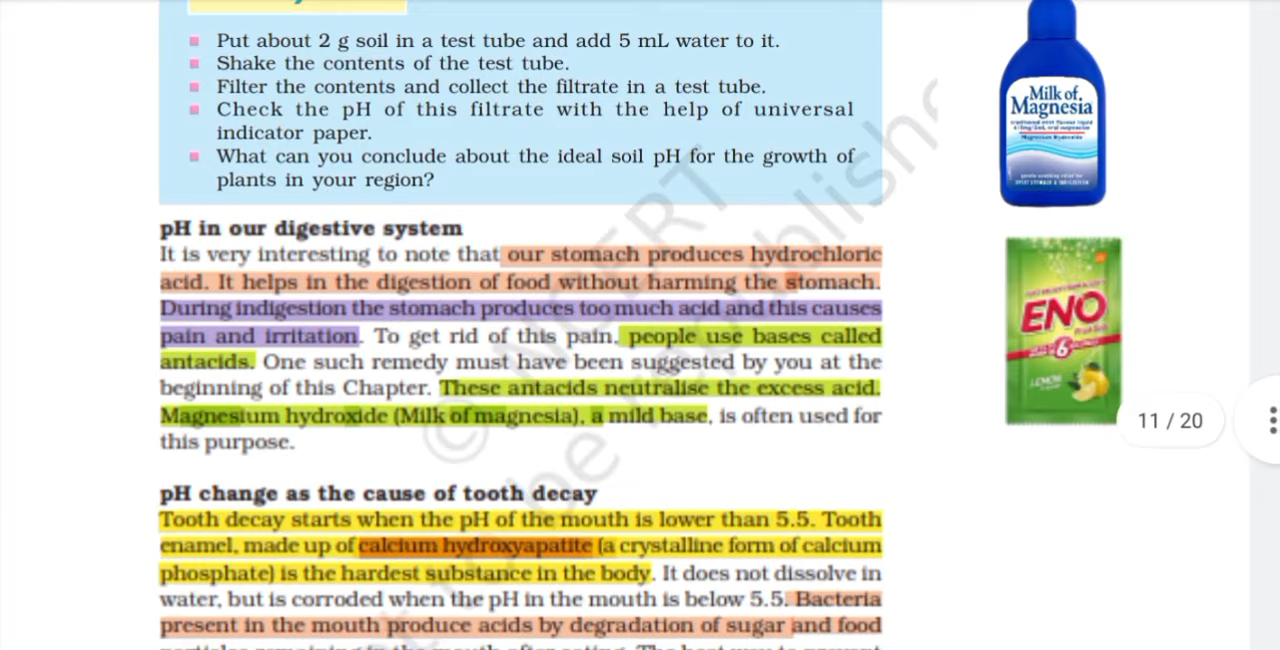 Put about 2 g soil in a test tube and add 5 mL water to it.
Shake the contents of the test tube.
Filter the contents and collect the filtrate in a test tube.
Check the pH of this filtrate with the help of universal
indicator paper.
What can you conclude about the ideal soil pH for the growth of
plants in your region?
pH in our digestive system
It is very interesting to note that our stomach produces hydrochloric
acid. It helps in the digestion of food without harming the stomach.
During indigestion the stomach produces too much acid and this causes
pain and irritation. To get rid of this pain, people use bases called
antacids. One such remedy must have been suggested by you at the
beginning of this Chapter. These antacids neutralise the excess acid.
Magnesium hydroxide (Milk of magnesia), a mild base, is often used for
this purpose.
pH change as the cause of tooth decay
Tooth decay starts when the pH of the mouth is lower than 5.5. Tooth
enamel, made up of calcium hydroxyapatite (a crystalline form of calcium
phosphate) is the hardest substance in the body. It does not dissolve in
water, but is corroded when the pH in the mouth is below 5.5. Bacteria
present in the mouth produce acids by degradation of sugar and food
Milk of
Magnesia
Magnesium Hydroxide
ENO
6
LEMON
11 / 20
© NCERT
be republishe